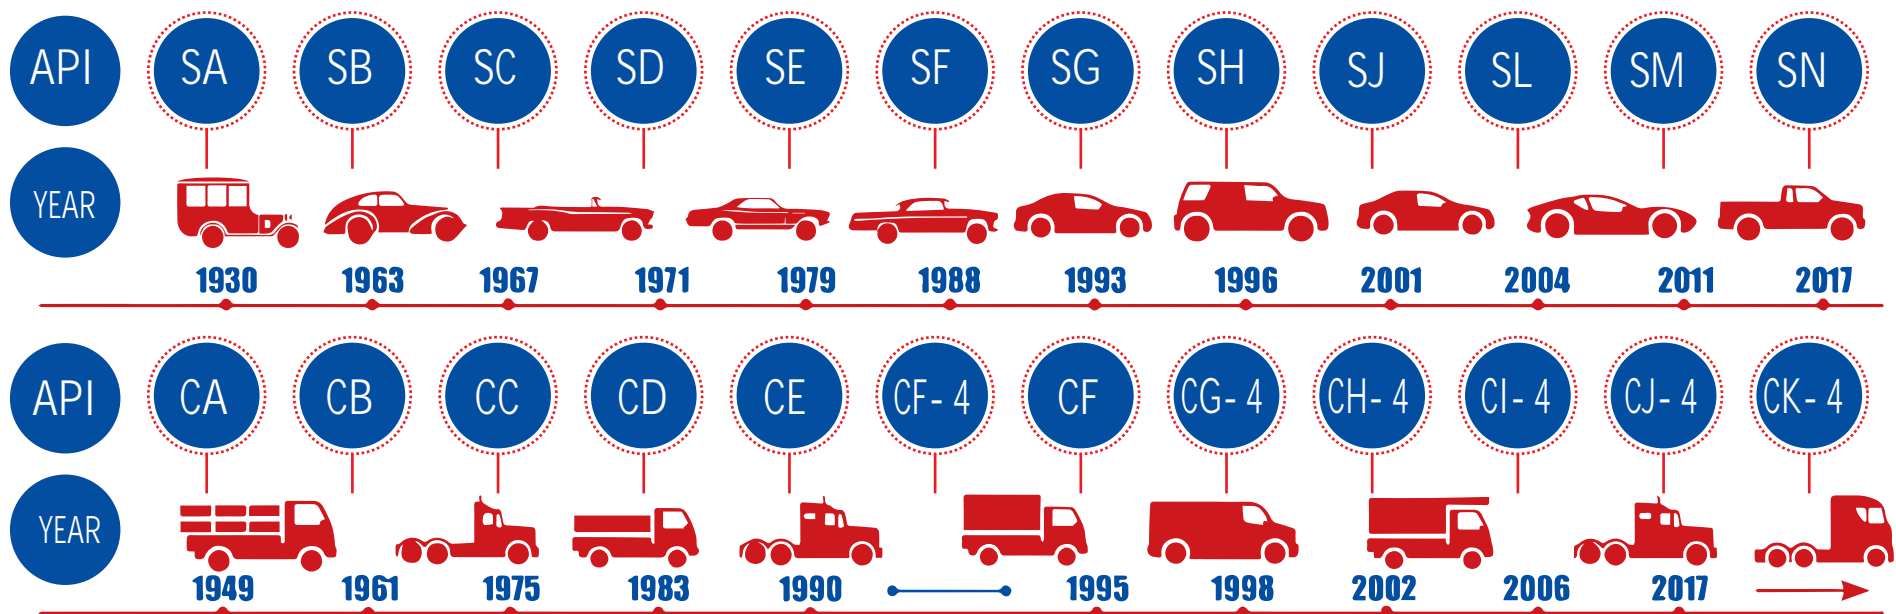 API SA SB SC SD SE SF SG SH SJ SL SM SN
YEAR
1930 1963 1967 1971 1979 1988 1993 1996 2001 2004 2011 2017
API CA CB CC CD CE CF-4 CF CG-4 CH-4 CI-4 CJ-4 CK-4
YEAR
1949 1961 1975 1983 1990 1995 1998 2002 2006 2017